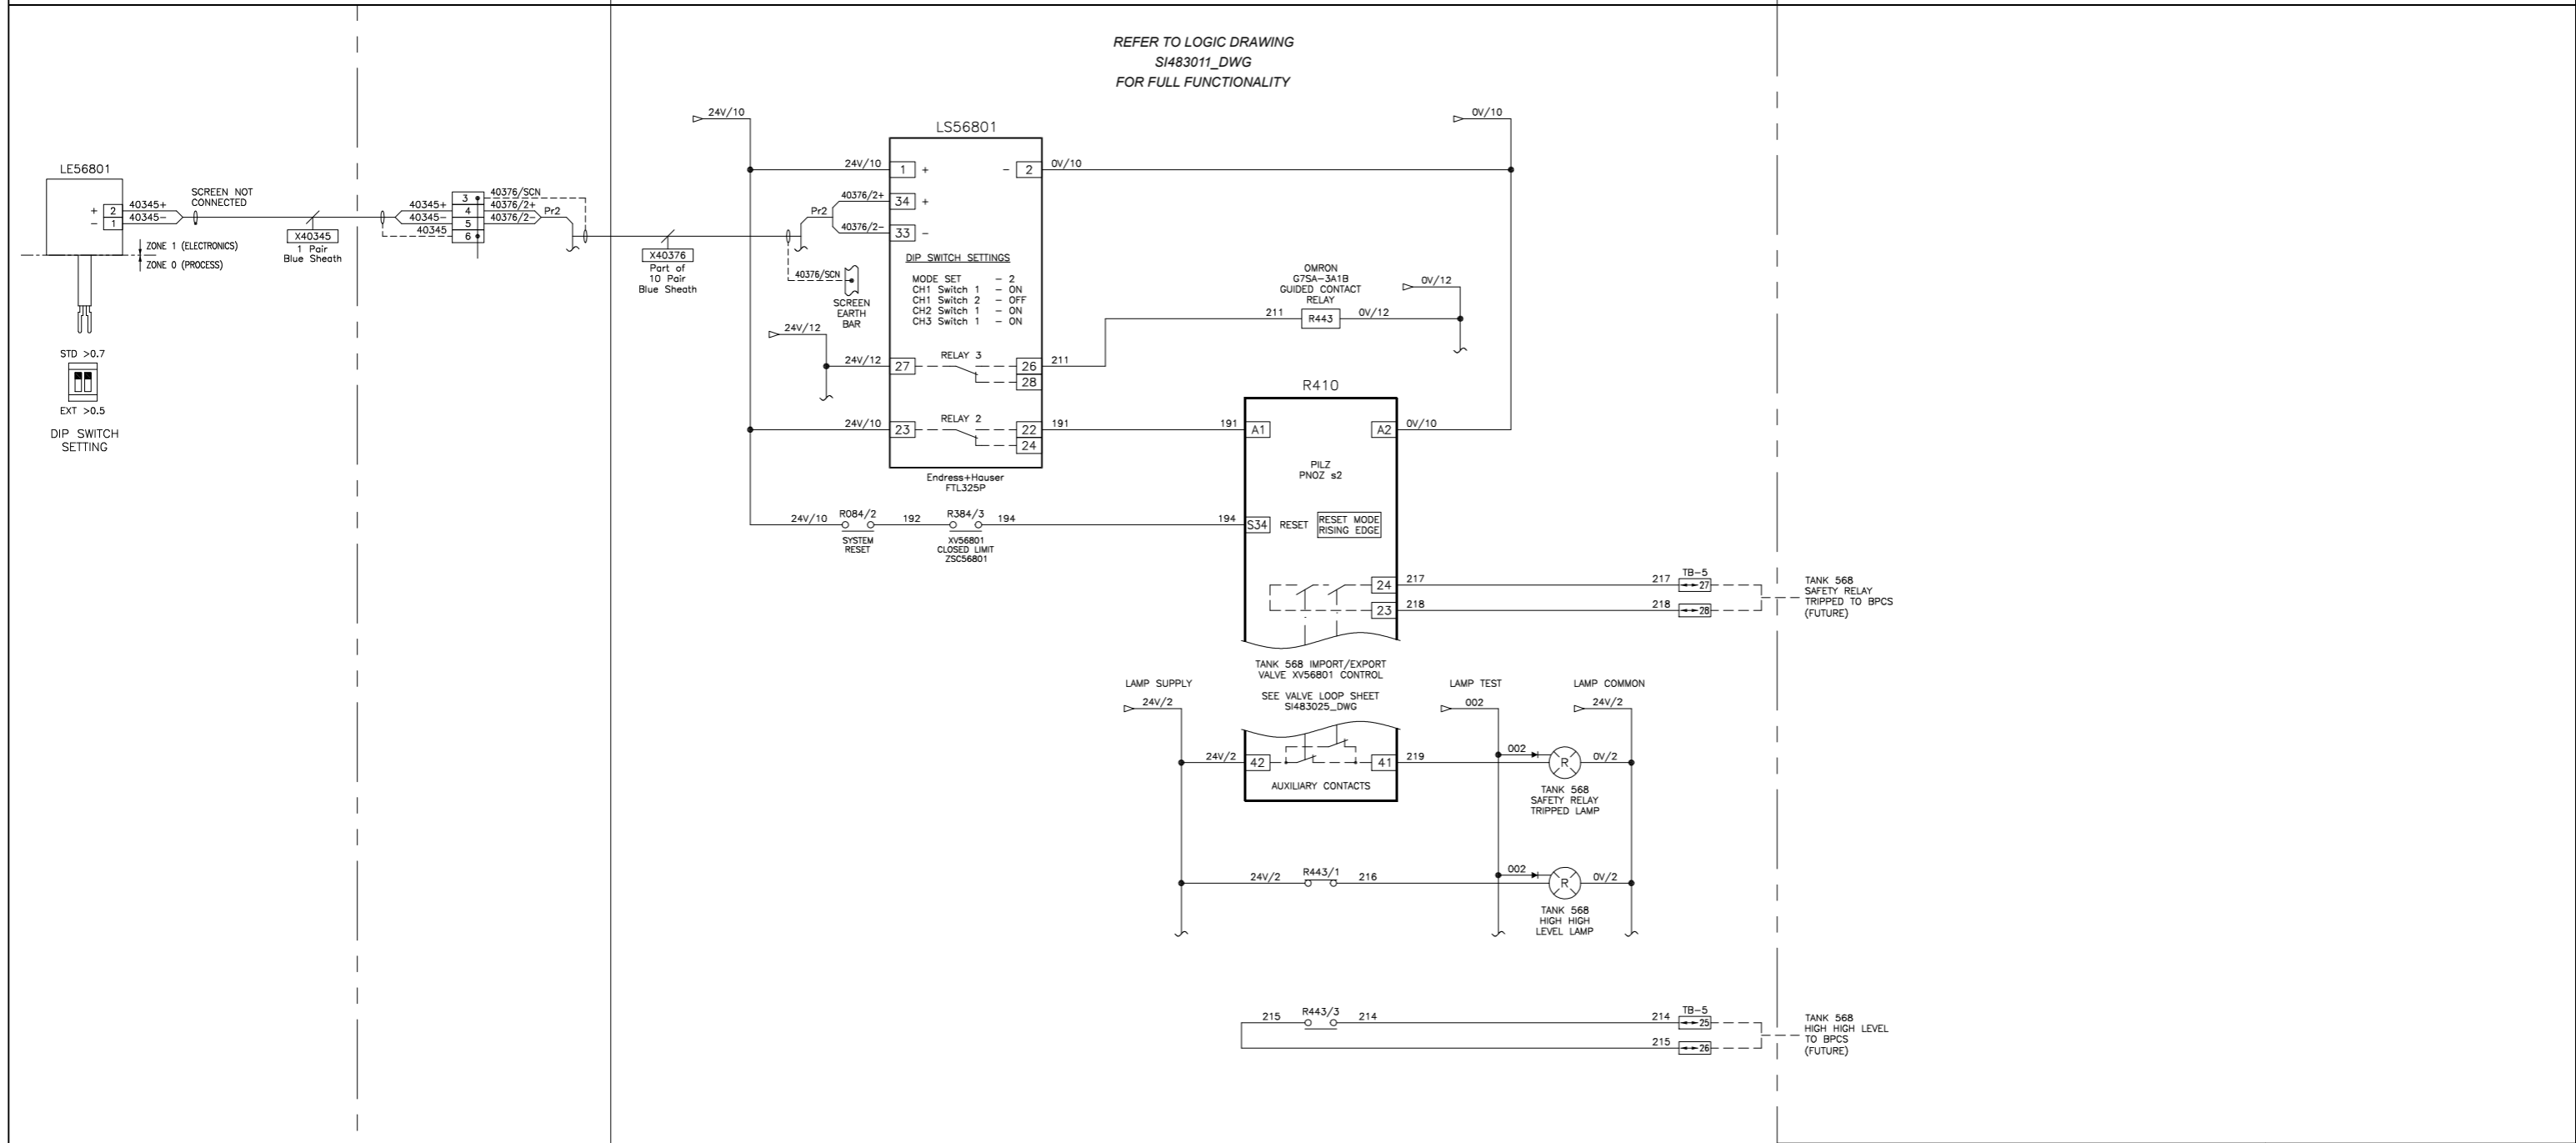 REFER TO LOGIC DRAWING
SI483011_DWG
FOR FULL FUNCTIONALITY
LE56801
+ 2 40345+
- 1 40345-
SCREEN NOT
CONNECTED
ZONE 1 (ELECTRONICS)
ZONE 0 (PROCESS)
X40345
1 Pair
Blue Sheath
STD >0.7
EXT >0.5
DIP SWITCH
SETTING
3 40376/SCN
40345+ 4 40376/2+
40345- 5 40376/2-
40345 6
Pr2
X40376
Part of
10 Pair
Blue Sheath
Pr2
40376/2+
40376/2-
40376/SCN
SCREEN
EARTH
BAR
24V/10
0V/10
LS56801
24V/10 1 + - 2 0V/10
34 +
33 -
DIP SWITCH SETTINGS
MODE SET - 2
CH1 Switch 1 - ON
CH1 Switch 2 - OFF
CH2 Switch 1 - ON
CH3 Switch 1 - ON
24V/12
24V/12 27 RELAY 3 26 211
28
24V/10 23 RELAY 2 22 191
24
Endress+Hauser
FTL325P
OMRON
G7SA-3A1B
GUIDED CONTACT
RELAY
211 R443 0V/12
0V/12
24V/10 R084/2 192 R384/3 194
SYSTEM
RESET
XV56801
CLOSED LIMIT
ZSC56801
R410
191 A1 A2 0V/10
PILZ
PNOZ s2
194 S34 RESET
RESET MODE
RISING EDGE
24 217
23 218
217 TB-5 27
218 28
TANK 568
SAFETY RELAY
TRIPPED TO BPCS
(FUTURE)
TANK 568 IMPORT/EXPORT
VALVE XV56801 CONTROL
SEE VALVE LOOP SHEET
SI483025_DWG
LAMP SUPPLY
24V/2
LAMP TEST
002
LAMP COMMON
24V/2
24V/2 42 41 219
AUXILIARY CONTACTS
002 R 0V/2
TANK 568
SAFETY RELAY
TRIPPED LAMP
24V/2 R443/1 216
002 R 0V/2
TANK 568
HIGH HIGH
LEVEL LAMP
215 R443/3 214
214 TB-5 25
215 26
TANK 568
HIGH HIGH LEVEL
TO BPCS
(FUTURE)